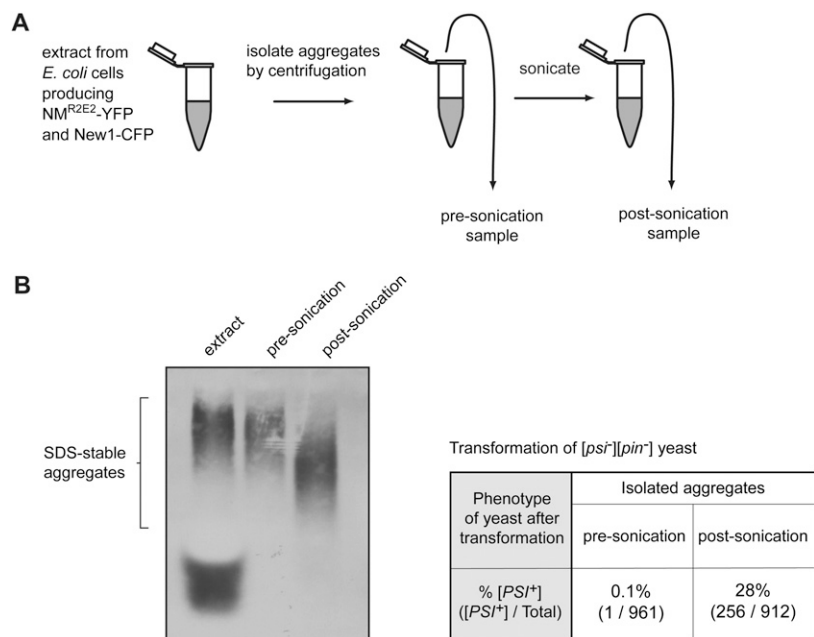 A
extract from
E. coli cells
producing
NM^R2E2-YFP
and New1-CFP
isolate aggregates
by centrifugation
sonicate
pre-sonication
sample
post-sonication
sample
B
extract
pre-sonication
post-sonication
SDS-stable
aggregates
Transformation of [psi-][pin-] yeast
Phenotype
of yeast after
transformation
Isolated aggregates
pre-sonication
post-sonication
% [PSI+]
([PSI+] / Total)
0.1%
(1 / 961)
28%
(256 / 912)